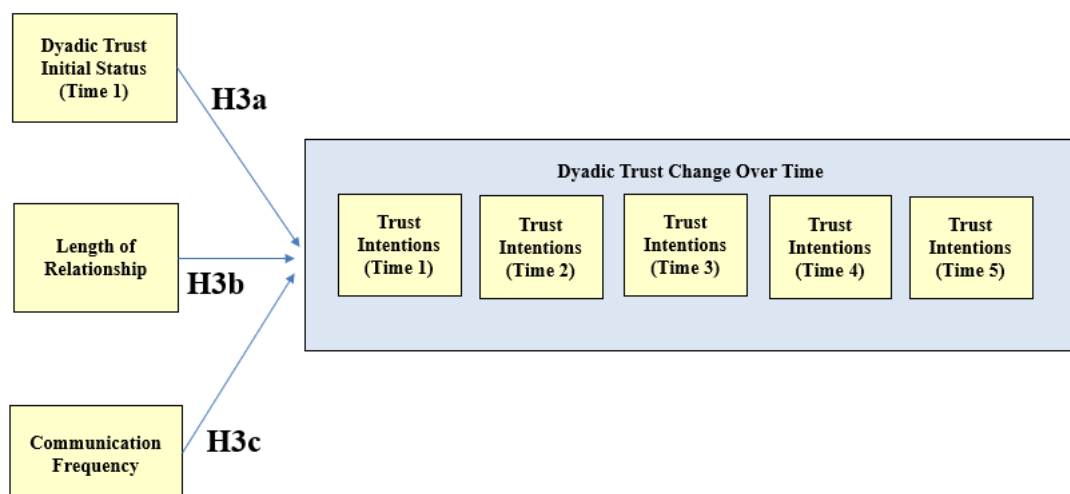 Dyadic Trust
Initial Status
(Time 1)
H3a
Dyadic Trust Change Over Time
Trust
Intentions
(Time 1)
Trust
Intentions
(Time 2)
Trust
Intentions
(Time 3)
Trust
Intentions
(Time 4)
Trust
Intentions
(Time 5)
Length of
Relationship
H3b
Communication
Frequency
H3c